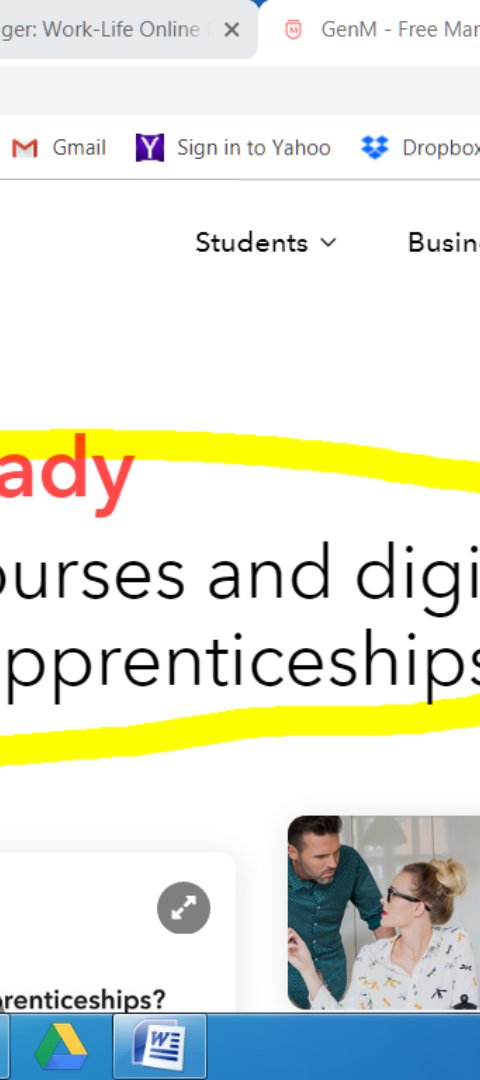 ger: Work-Life Online
GenM - Free Mar
Gmail
Sign in to Yahoo
Dropbox
Students
Busin
ady
ourses and digi
pprenticeships
renticeships?